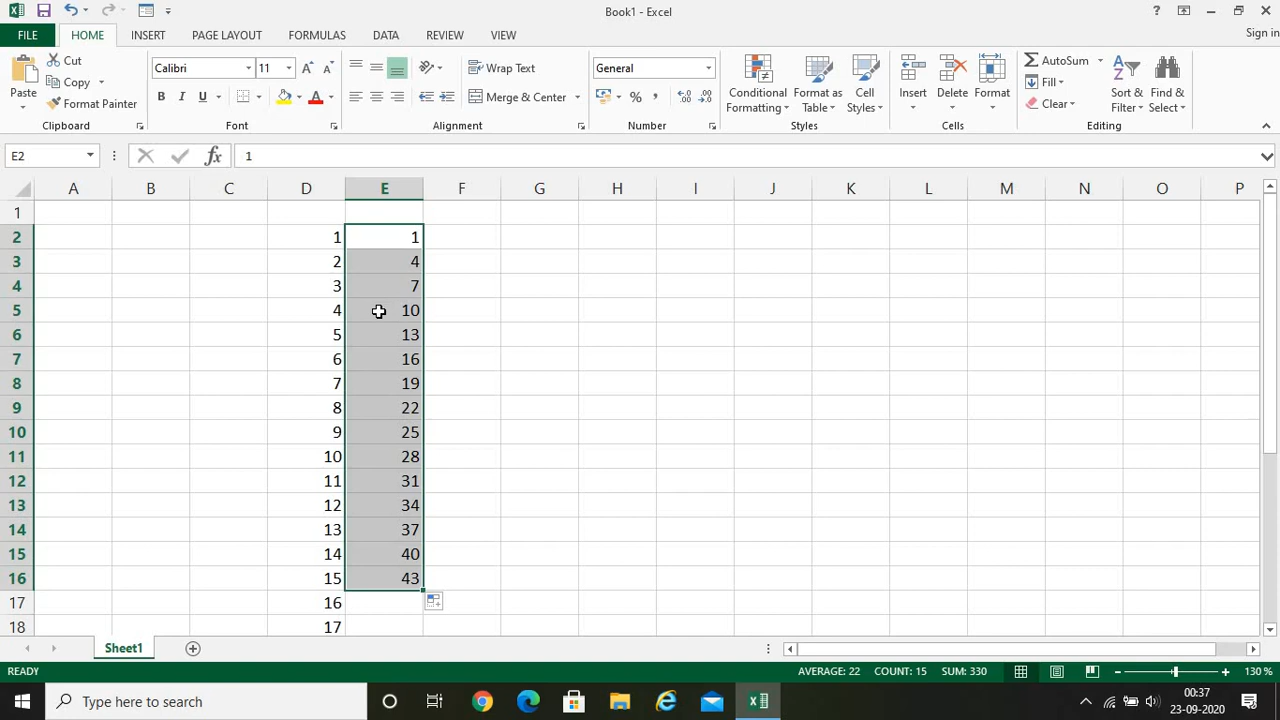 Book1 - Excel
?
Sign in
FILE HOME INSERT PAGE LAYOUT FORMULAS DATA REVIEW VIEW
Paste
Cut
Copy
Format Painter
Clipboard
Calibri 11
A A
B I U
A
Font
Wrap Text
Merge & Center
Alignment
General
%
Number
Conditional Formatting
Format as Table
Cell Styles
Styles
Insert
Delete
Format
Cells
AutoSum
Fill
Clear
Sort & Filter
Find & Select
Editing
E2 fx 1
A B C D E F G H I J K L M N O P
1
2 1 1
3 2 4
4 3 7
5 4 10
6 5 13
7 6 16
8 7 19
9 8 22
10 9 25
11 10 28
12 11 31
13 12 34
14 13 37
15 14 40
16 15 43
17 16
18 17
Sheet1
READY AVERAGE: 22 COUNT: 15 SUM: 330 130 %
Type here to search
00:37
23-09-2020